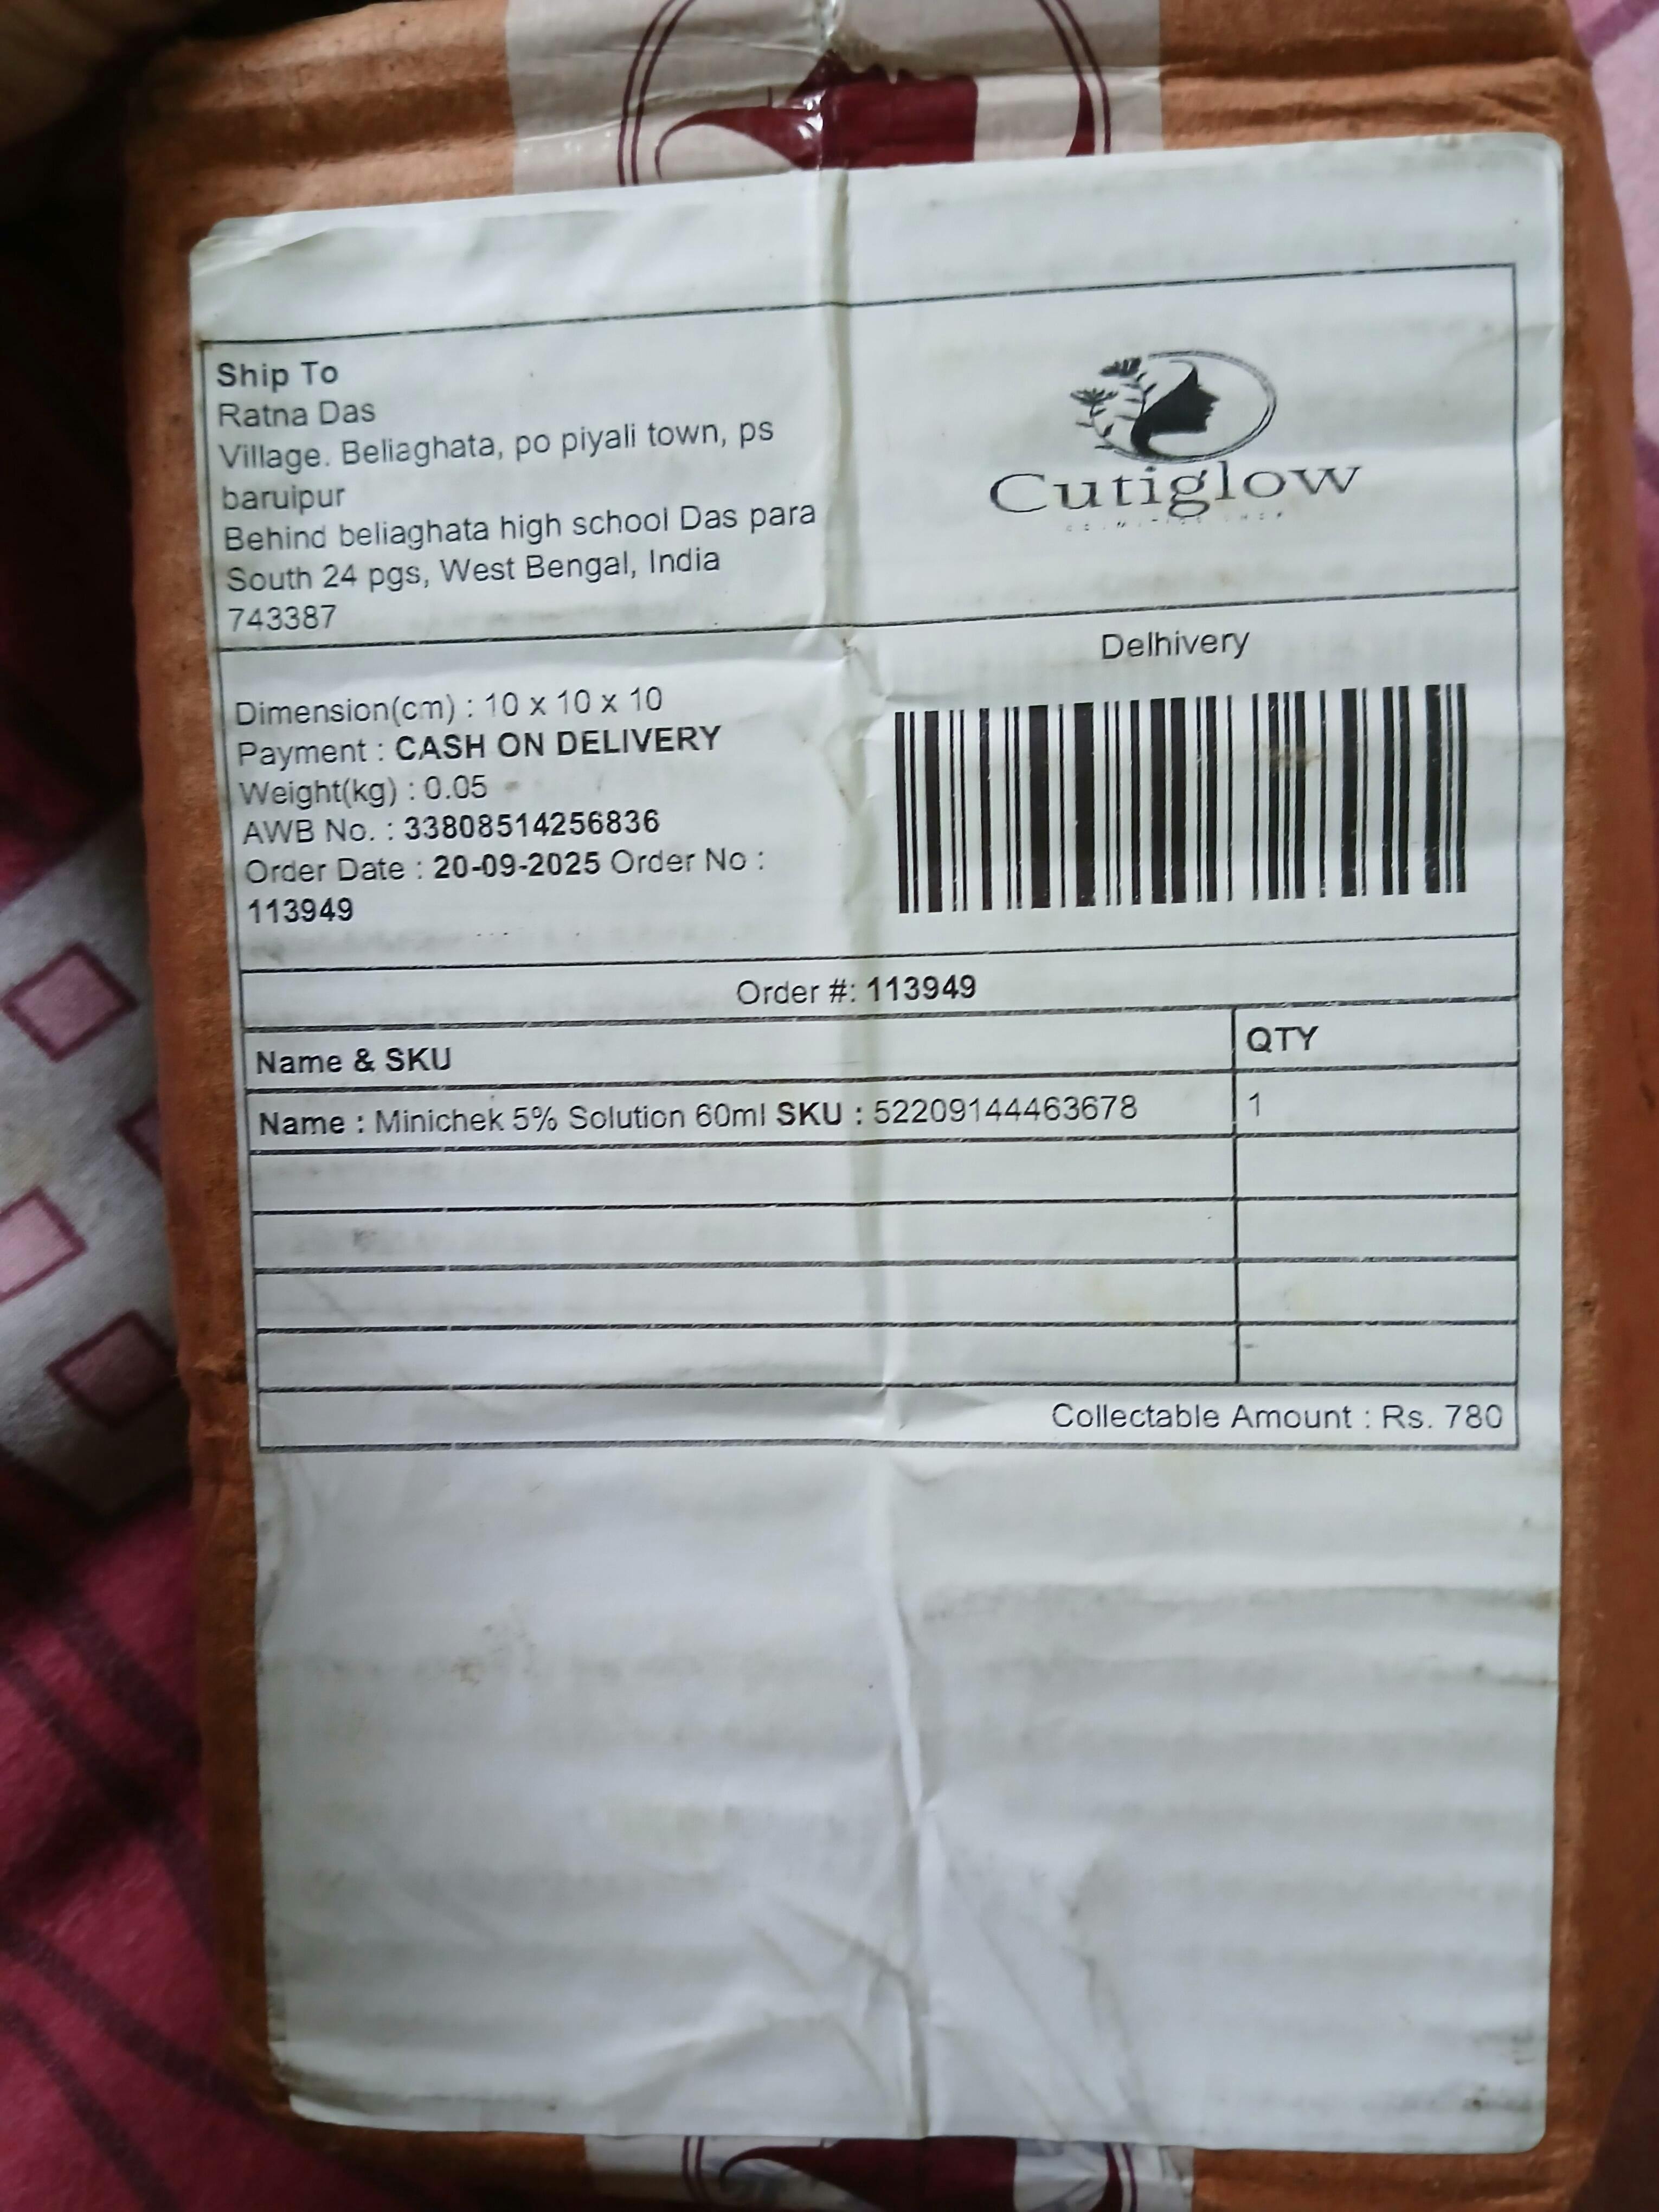 Ship To
Ratna Das
Village. Beliaghata, po piyali town, ps
baruipur
Behind beliaghata high school Das para
South 24 pgs, West Bengal, India
743387
Cutiglow
Delhivery
Dimension(cm) : 10 x 10 x 10
Payment : CASH ON DELIVERY
Weight(kg) : 0.05
AWB No. : 33808514256836
Order Date : 20-09-2025 Order No :
113949
Order #: 113949
Name & SKU QTY
Name : Minichek 5% Solution 60ml SKU : 52209144463678 1
Collectable Amount : Rs. 780